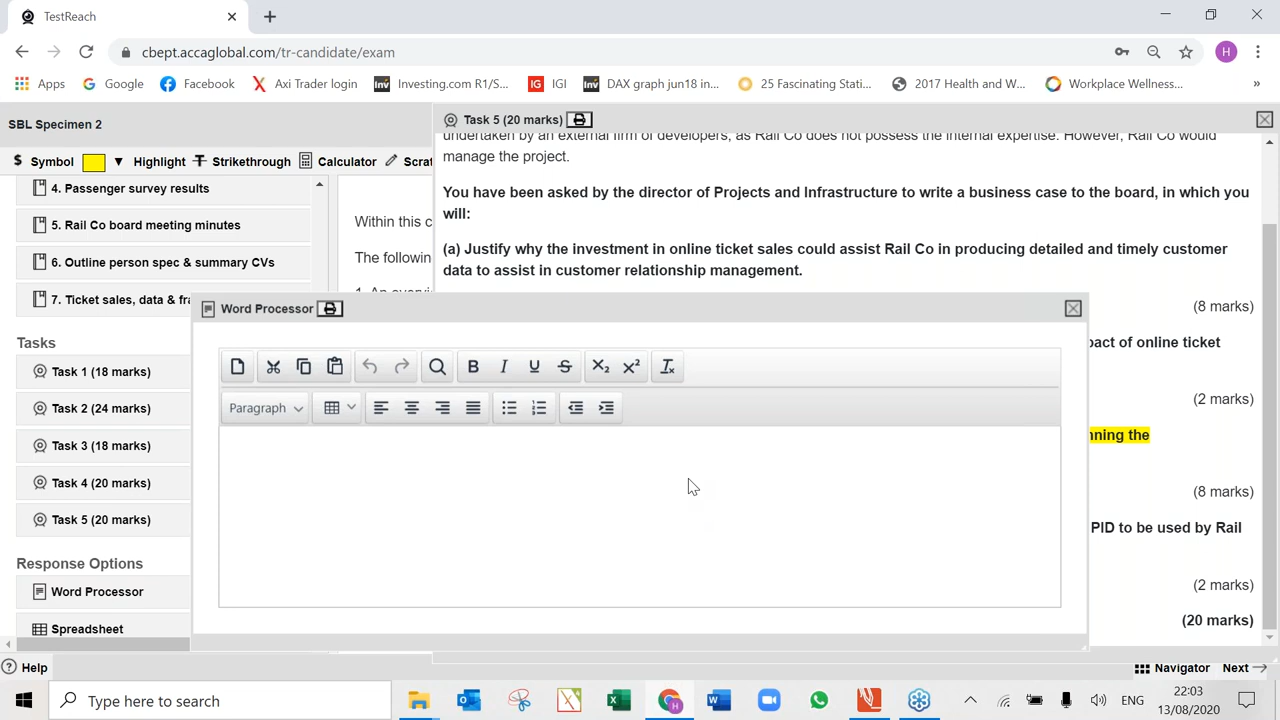 TestReach
cbept.accaglobal.com/tr-candidate/exam
H
Apps
Google
Facebook
Axi Trader login
Inv Investing.com R1/S...
IG IGI
Inv DAX graph jun18 in...
25 Fascinating Stati...
2017 Health and W...
Workplace Wellness...
»
SBL Specimen 2
Task 5 (20 marks)
$ Symbol
Highlight
T Strikethrough
Calculator
Scrat
undertaken by an external firm of developers, as Rail Co does not possess the internal expertise. However, Rail Co would
manage the project.
4. Passenger survey results
5. Rail Co board meeting minutes
6. Outline person spec & summary CVs
7. Ticket sales, data & fra
Within this c
The followin
You have been asked by the director of Projects and Infrastructure to write a business case to the board, in which you
will:
(a) Justify why the investment in online ticket sales could assist Rail Co in producing detailed and timely customer
data to assist in customer relationship management.
(8 marks)
pact of online ticket
(2 marks)
nning the
(8 marks)
PID to be used by Rail
(2 marks)
(20 marks)
Word Processor
B I U S X₂ X² Ix
Paragraph
Tasks
Task 1 (18 marks)
Task 2 (24 marks)
Task 3 (18 marks)
Task 4 (20 marks)
Task 5 (20 marks)
Response Options
Word Processor
Spreadsheet
? Help
Navigator
Next
Type here to search
ENG
22:03
13/08/2020